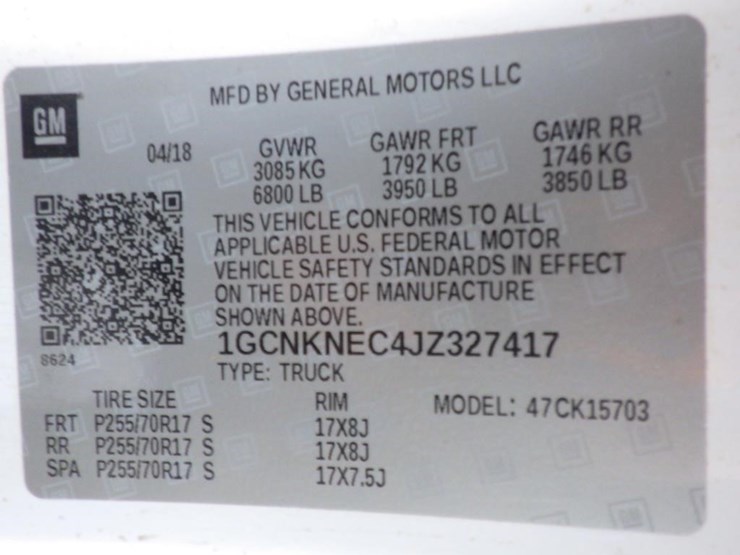 MFD BY GENERAL MOTORS LLC
GM
04/18
GVWR GAWR FRT GAWR RR
3085 KG 1792 KG 1746 KG
6800 LB 3950 LB 3850 LB
THIS VEHICLE CONFORMS TO ALL
APPLICABLE U.S. FEDERAL MOTOR
VEHICLE SAFETY STANDARDS IN EFFECT
ON THE DATE OF MANUFACTURE
SHOWN ABOVE.
8624
1GCNKNEC4JZ327417
TYPE: TRUCK
TIRE SIZE RIM MODEL: 47CK15703
FRT P255/70R17 S 17X8J
RR P255/70R17 S 17X8J
SPA P255/70R17 S 17X7.5J